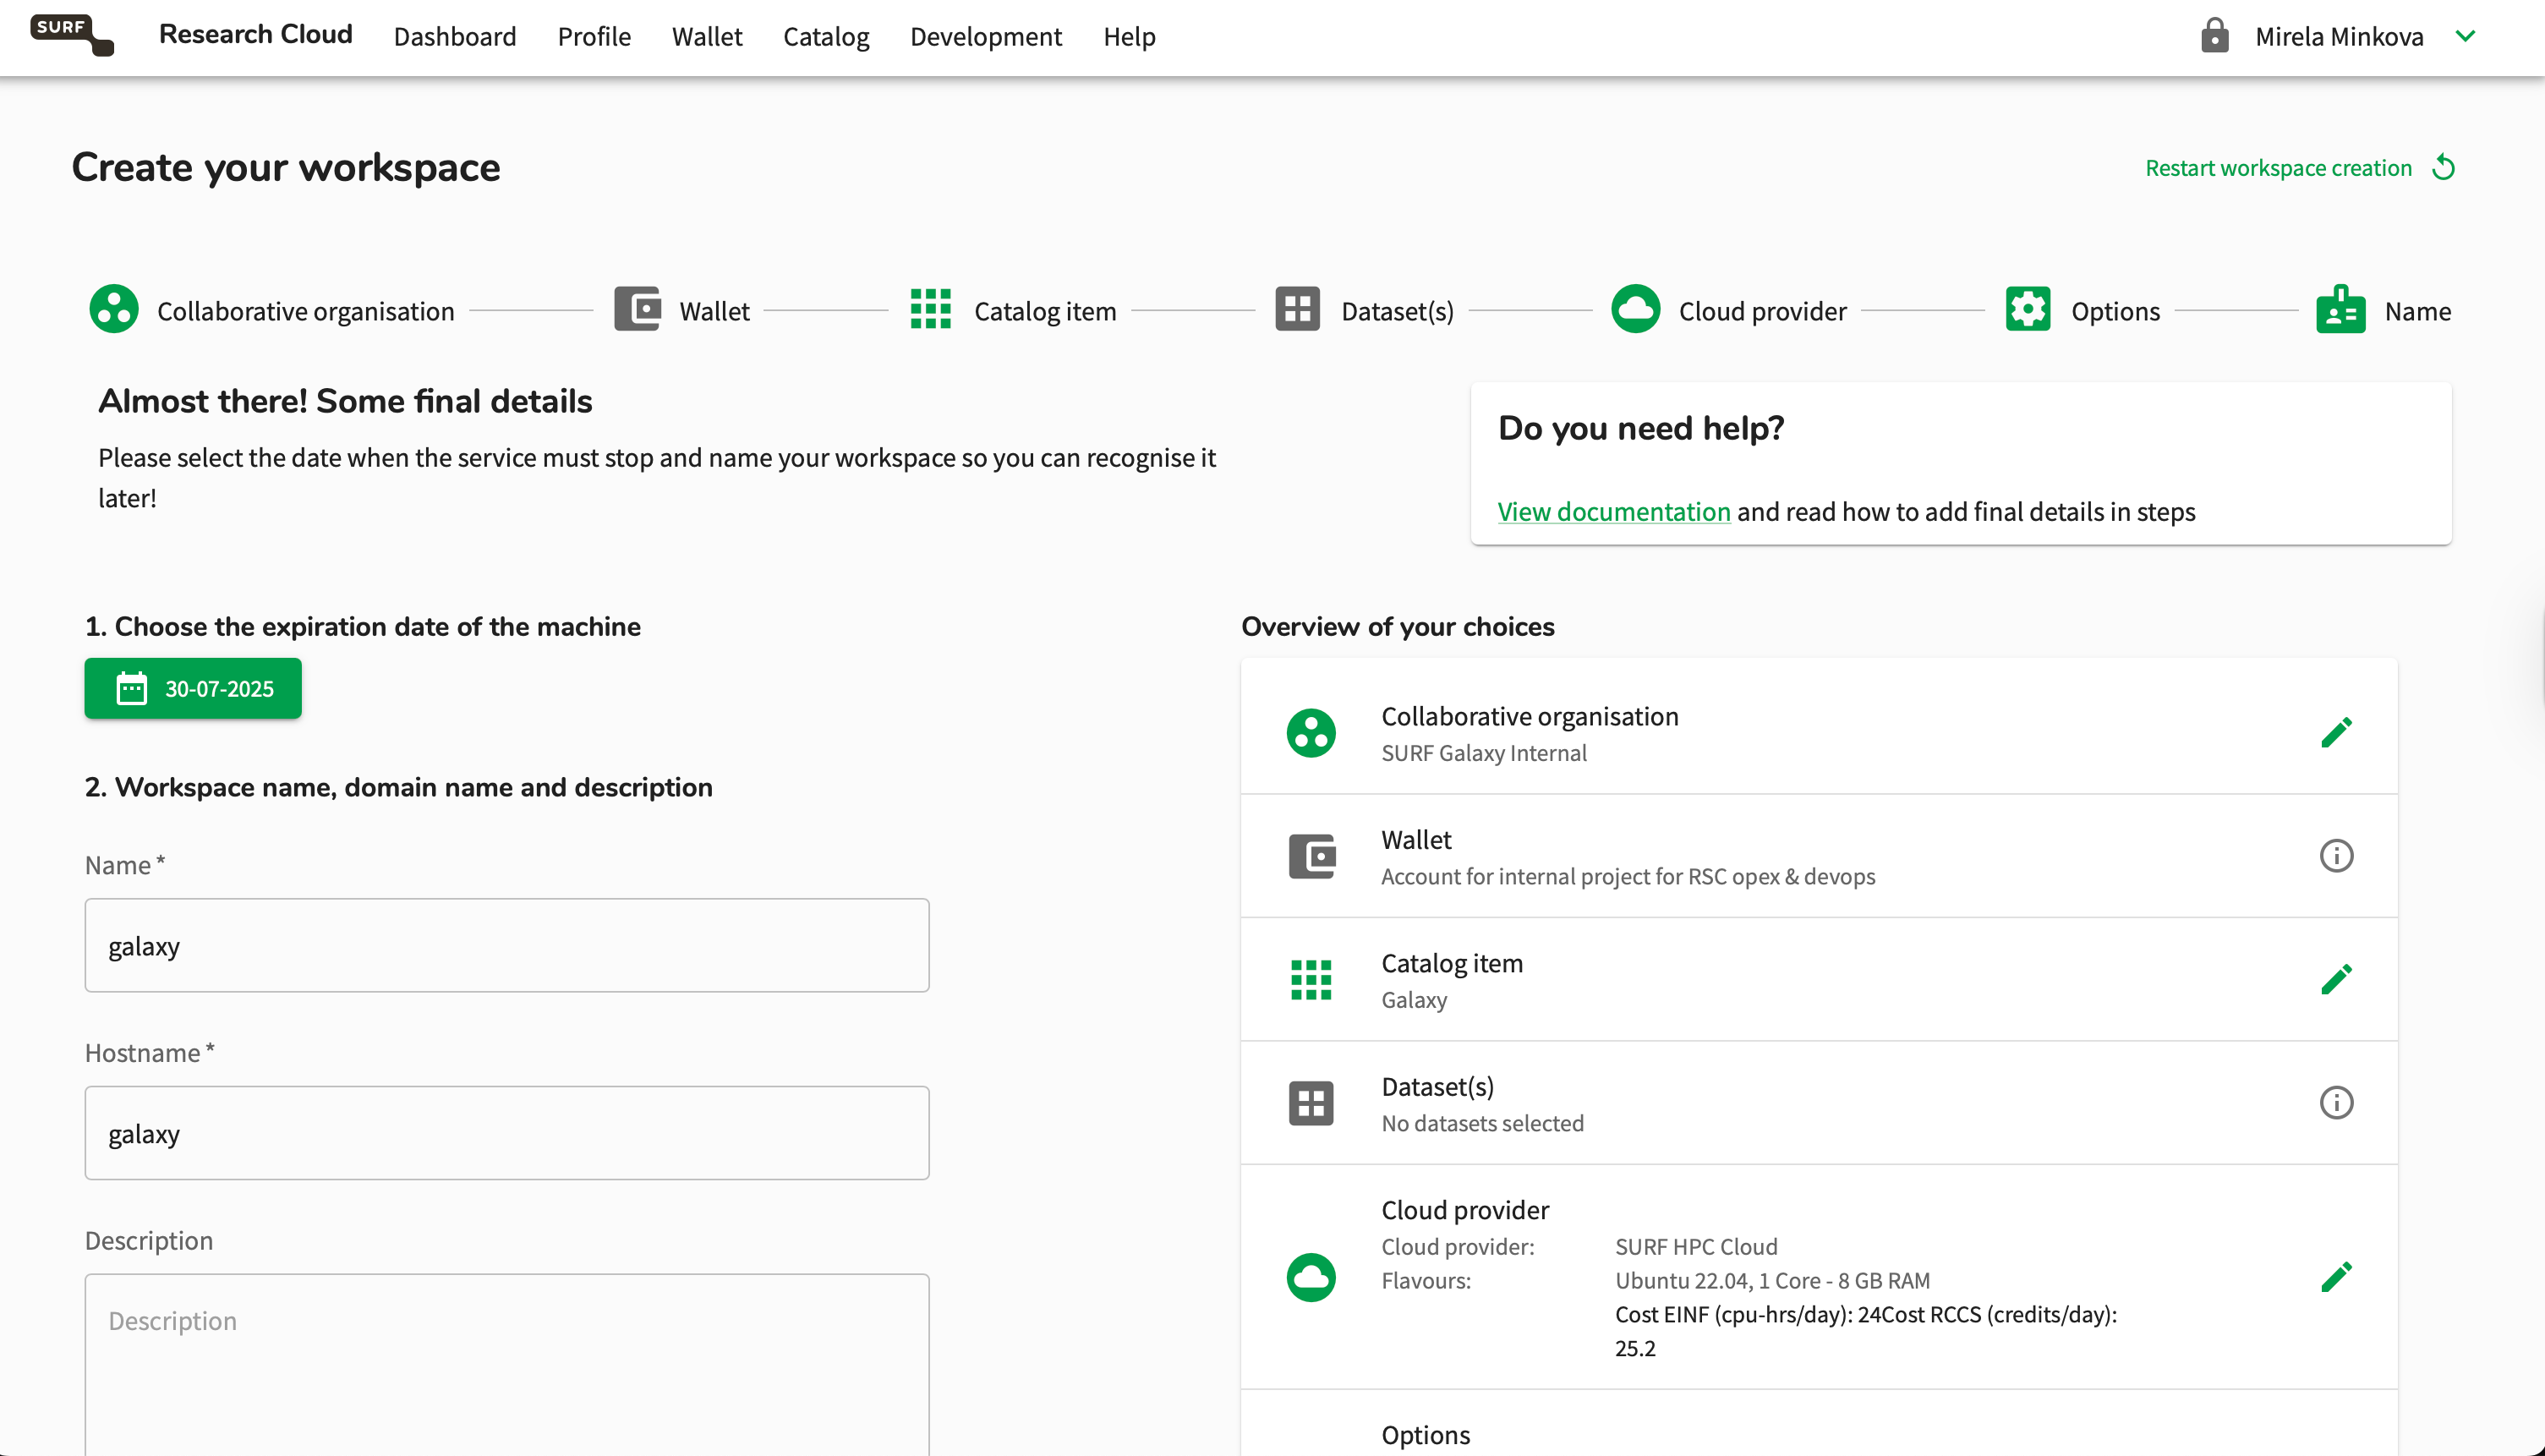 SURF
Research Cloud Dashboard Profile Wallet Catalog Development Help Mirela Minkova
Create your workspace
Restart workspace creation
Collaborative organisation Wallet Catalog item Dataset(s) Cloud provider Options Name
Almost there! Some final details
Please select the date when the service must stop and name your workspace so you can recognise it
later!
Do you need help?
View documentation and read how to add final details in steps
1. Choose the expiration date of the machine
30-07-2025
2. Workspace name, domain name and description
Name *
galaxy
Hostname *
galaxy
Description
Description
Overview of your choices
Collaborative organisation
SURF Galaxy Internal
Wallet
Account for internal project for RSC opex & devops
Catalog item
Galaxy
Dataset(s)
No datasets selected
Cloud provider
Cloud provider: SURF HPC Cloud
Flavours: Ubuntu 22.04, 1 Core - 8 GB RAM
Cost EINF (cpu-hrs/day): 24Cost RCCS (credits/day):
25.2
Options